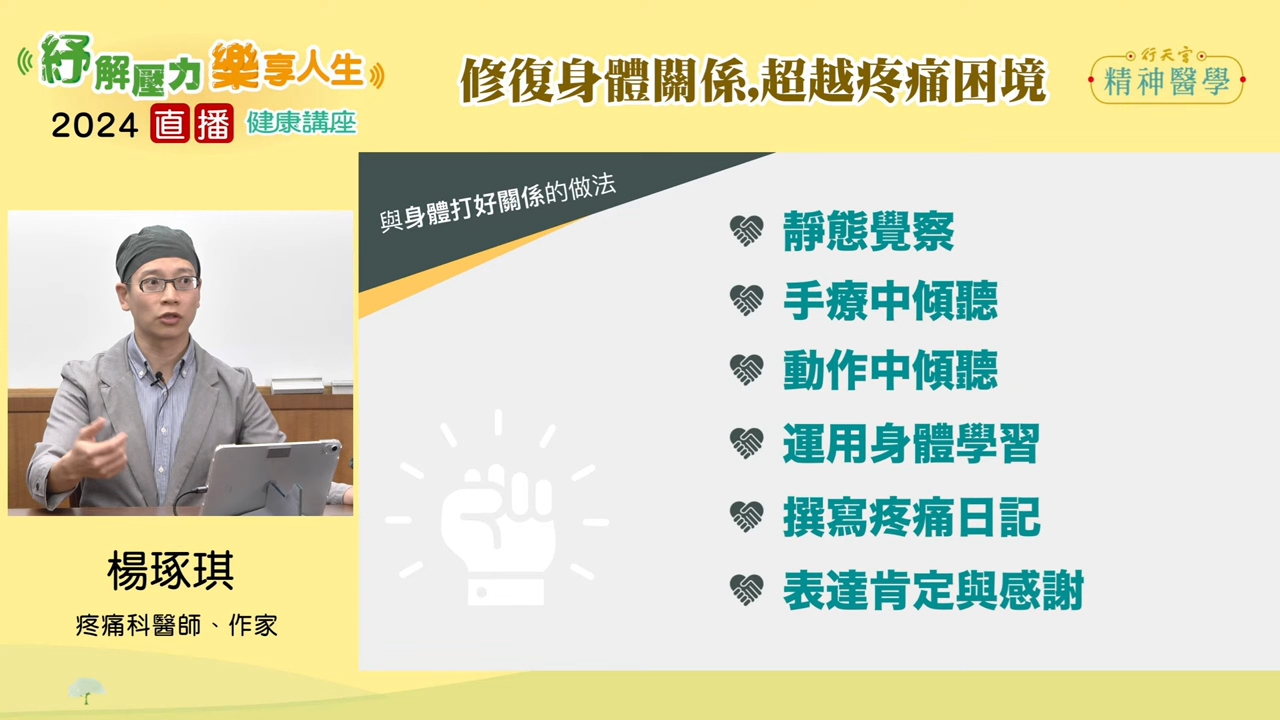 紓解壓力 樂享人生
2024 直播 健康講座
修復身體關係,超越疼痛困境
行天宮
精神醫學
與身體打好關係的做法
靜態覺察
手療中傾聽
動作中傾聽
運用身體學習
撰寫疼痛日記
表達肯定與感謝
楊琢琪
疼痛科醫師、作家